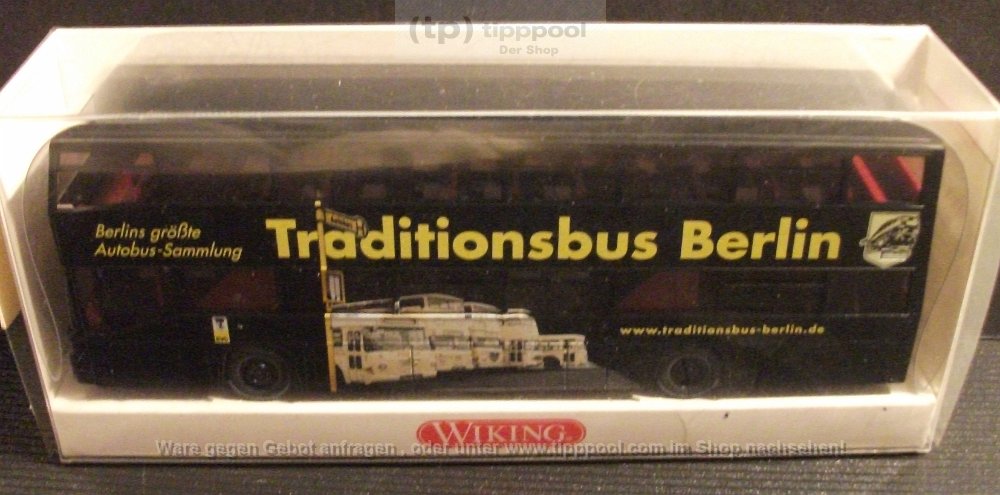 (tp) tipppool
Der Shop
Berlins größte
Autobus-Sammlung
Traditionsbus Berlin
www.traditionsbus-berlin.de
WIKING
Ware gegen Gebot anfragen , oder unter www.tipppool.com im Shop nachsehen!